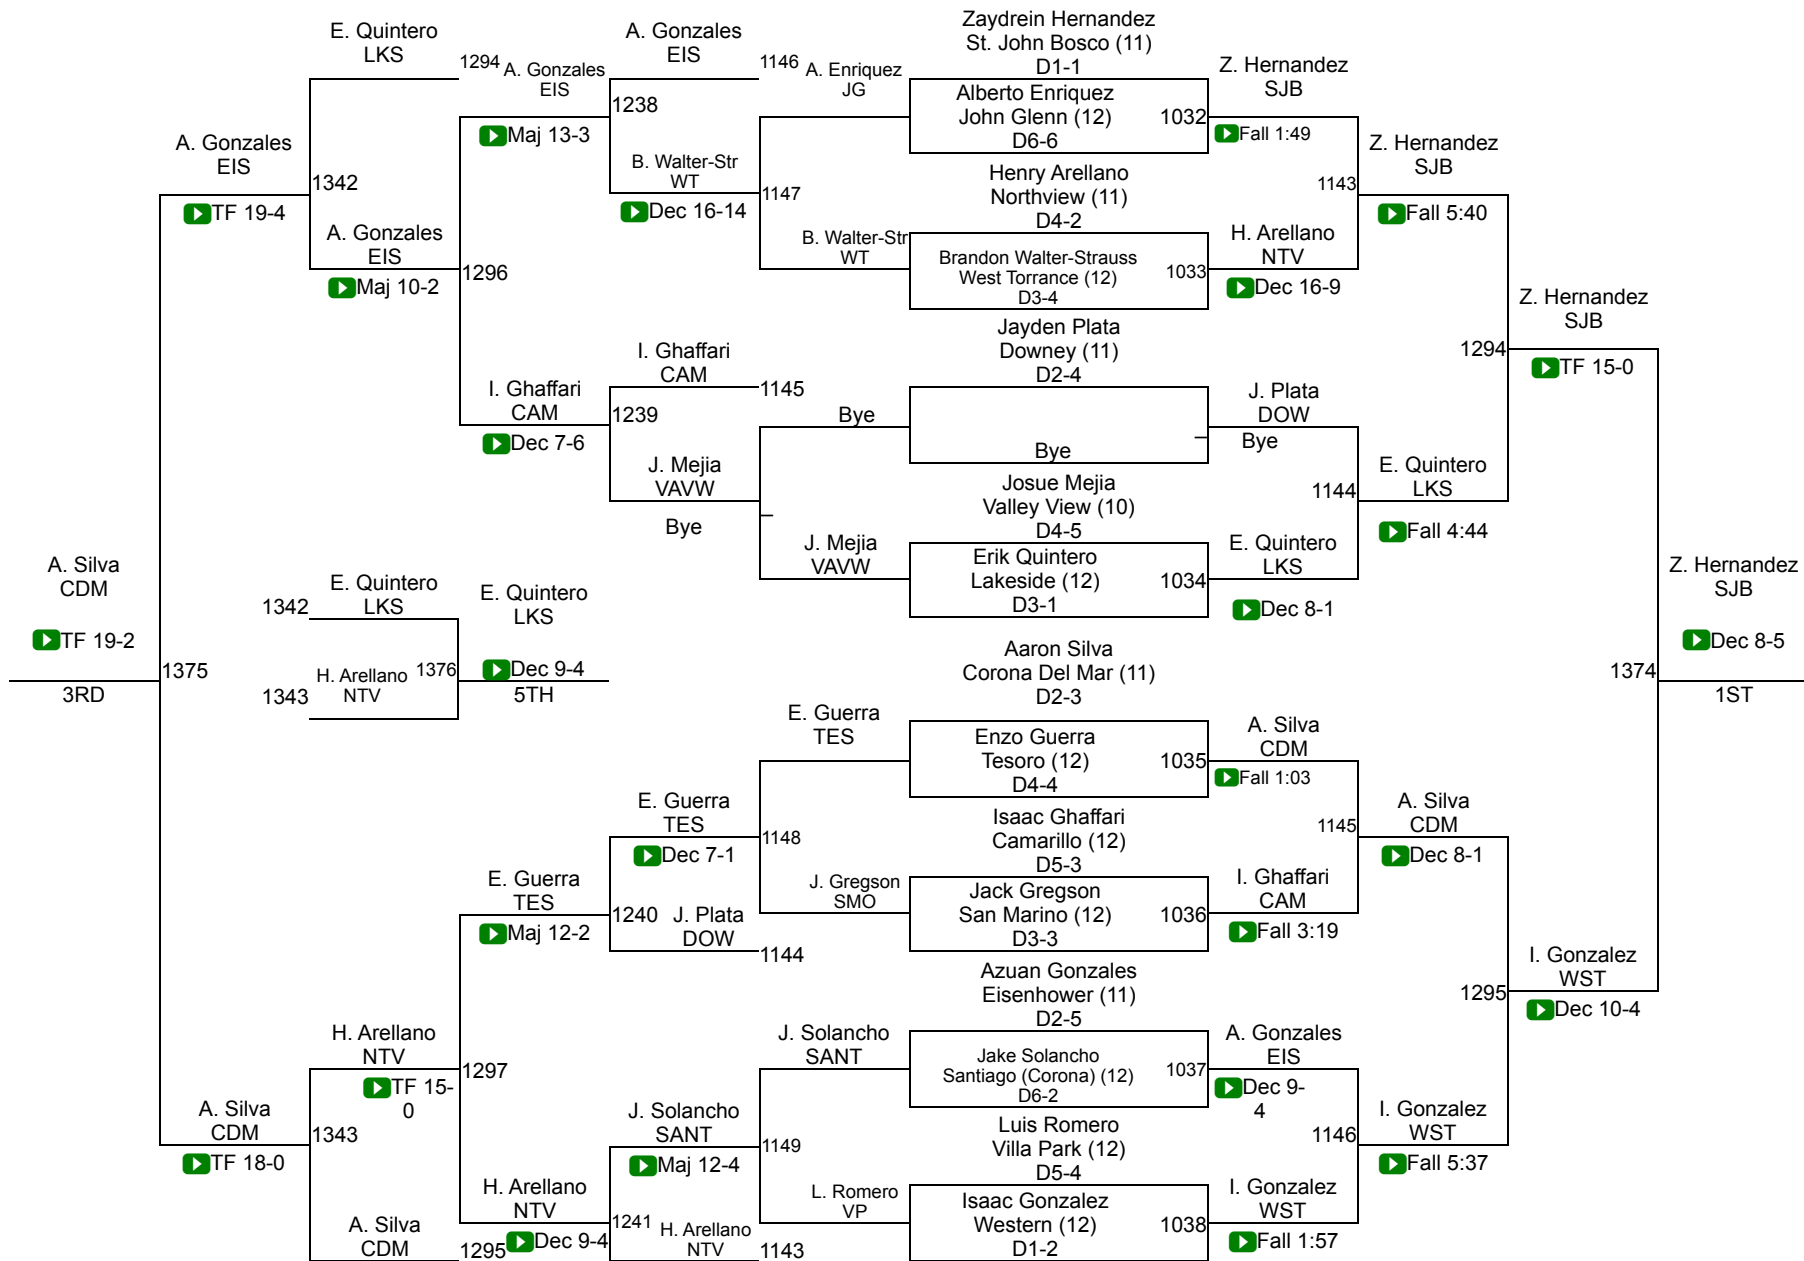 E. Quintero
LKS
1294
A. Gonzales
EIS
A. Gonzales
EIS
1146
A. Enriquez
JG
Zaydrein Hernandez
St. John Bosco (11)
D1-1
Z. Hernandez
SJB
1238
Alberto Enriquez
John Glenn (12)
D6-6
1032
Maj 13-3
Fall 1:49
A. Gonzales
EIS
1342
TF 19-4
B. Walter-Str
WT
1147
Dec 16-14
Henry Arellano
Northview (11)
D4-2
1143
Z. Hernandez
SJB
Fall 5:40
A. Gonzales
EIS
1296
Maj 10-2
B. Walter-Str
WT
Brandon Walter-Strauss
West Torrance (12)
D3-4
1033
H. Arellano
NTV
Dec 16-9
Z. Hernandez
SJB
1294
TF 15-0
I. Ghaffari
CAM
1239
Dec 7-6
I. Ghaffari
CAM
1145
Jayden Plata
Downey (11)
D2-4
Bye
Bye
J. Plata
DOW
Bye
J. Mejia
VAVW
Bye
Josue Mejia
Valley View (10)
D4-5
1144
E. Quintero
LKS
Fall 4:44
J. Mejia
VAVW
Erik Quintero
Lakeside (12)
D3-1
1034
E. Quintero
LKS
Dec 8-1
A. Silva
CDM
TF 19-2
3RD
1375
1342
E. Quintero
LKS
E. Quintero
LKS
1343
H. Arellano
NTV
1376
Dec 9-4
5TH
Z. Hernandez
SJB
Dec 8-5
1374
1ST
Aaron Silva
Corona Del Mar (11)
D2-3
E. Guerra
TES
Enzo Guerra
Tesoro (12)
D4-4
1035
A. Silva
CDM
Fall 1:03
E. Guerra
TES
1148
Dec 7-1
Isaac Ghaffari
Camarillo (12)
D5-3
1145
A. Silva
CDM
Dec 8-1
E. Guerra
TES
1240
Maj 12-2
J. Plata
DOW
1144
J. Gregson
SMO
Jack Gregson
San Marino (12)
D3-3
1036
I. Ghaffari
CAM
Fall 3:19
I. Gonzalez
WST
1295
Dec 10-4
Azuan Gonzales
Eisenhower (11)
D2-5
H. Arellano
NTV
1297
TF 15-
0
J. Solancho
SANT
Jake Solancho
Santiago (Corona) (12)
D6-2
1037
A. Gonzales
EIS
Dec 9-
4
A. Silva
CDM
1343
TF 18-0
J. Solancho
SANT
1149
Maj 12-4
Luis Romero
Villa Park (12)
D5-4
1146
I. Gonzalez
WST
Fall 5:37
A. Silva
CDM
1295
H. Arellano
NTV
1241
Dec 9-4
H. Arellano
NTV
1143
L. Romero
VP
Isaac Gonzalez
Western (12)
D1-2
1038
I. Gonzalez
WST
Fall 1:57